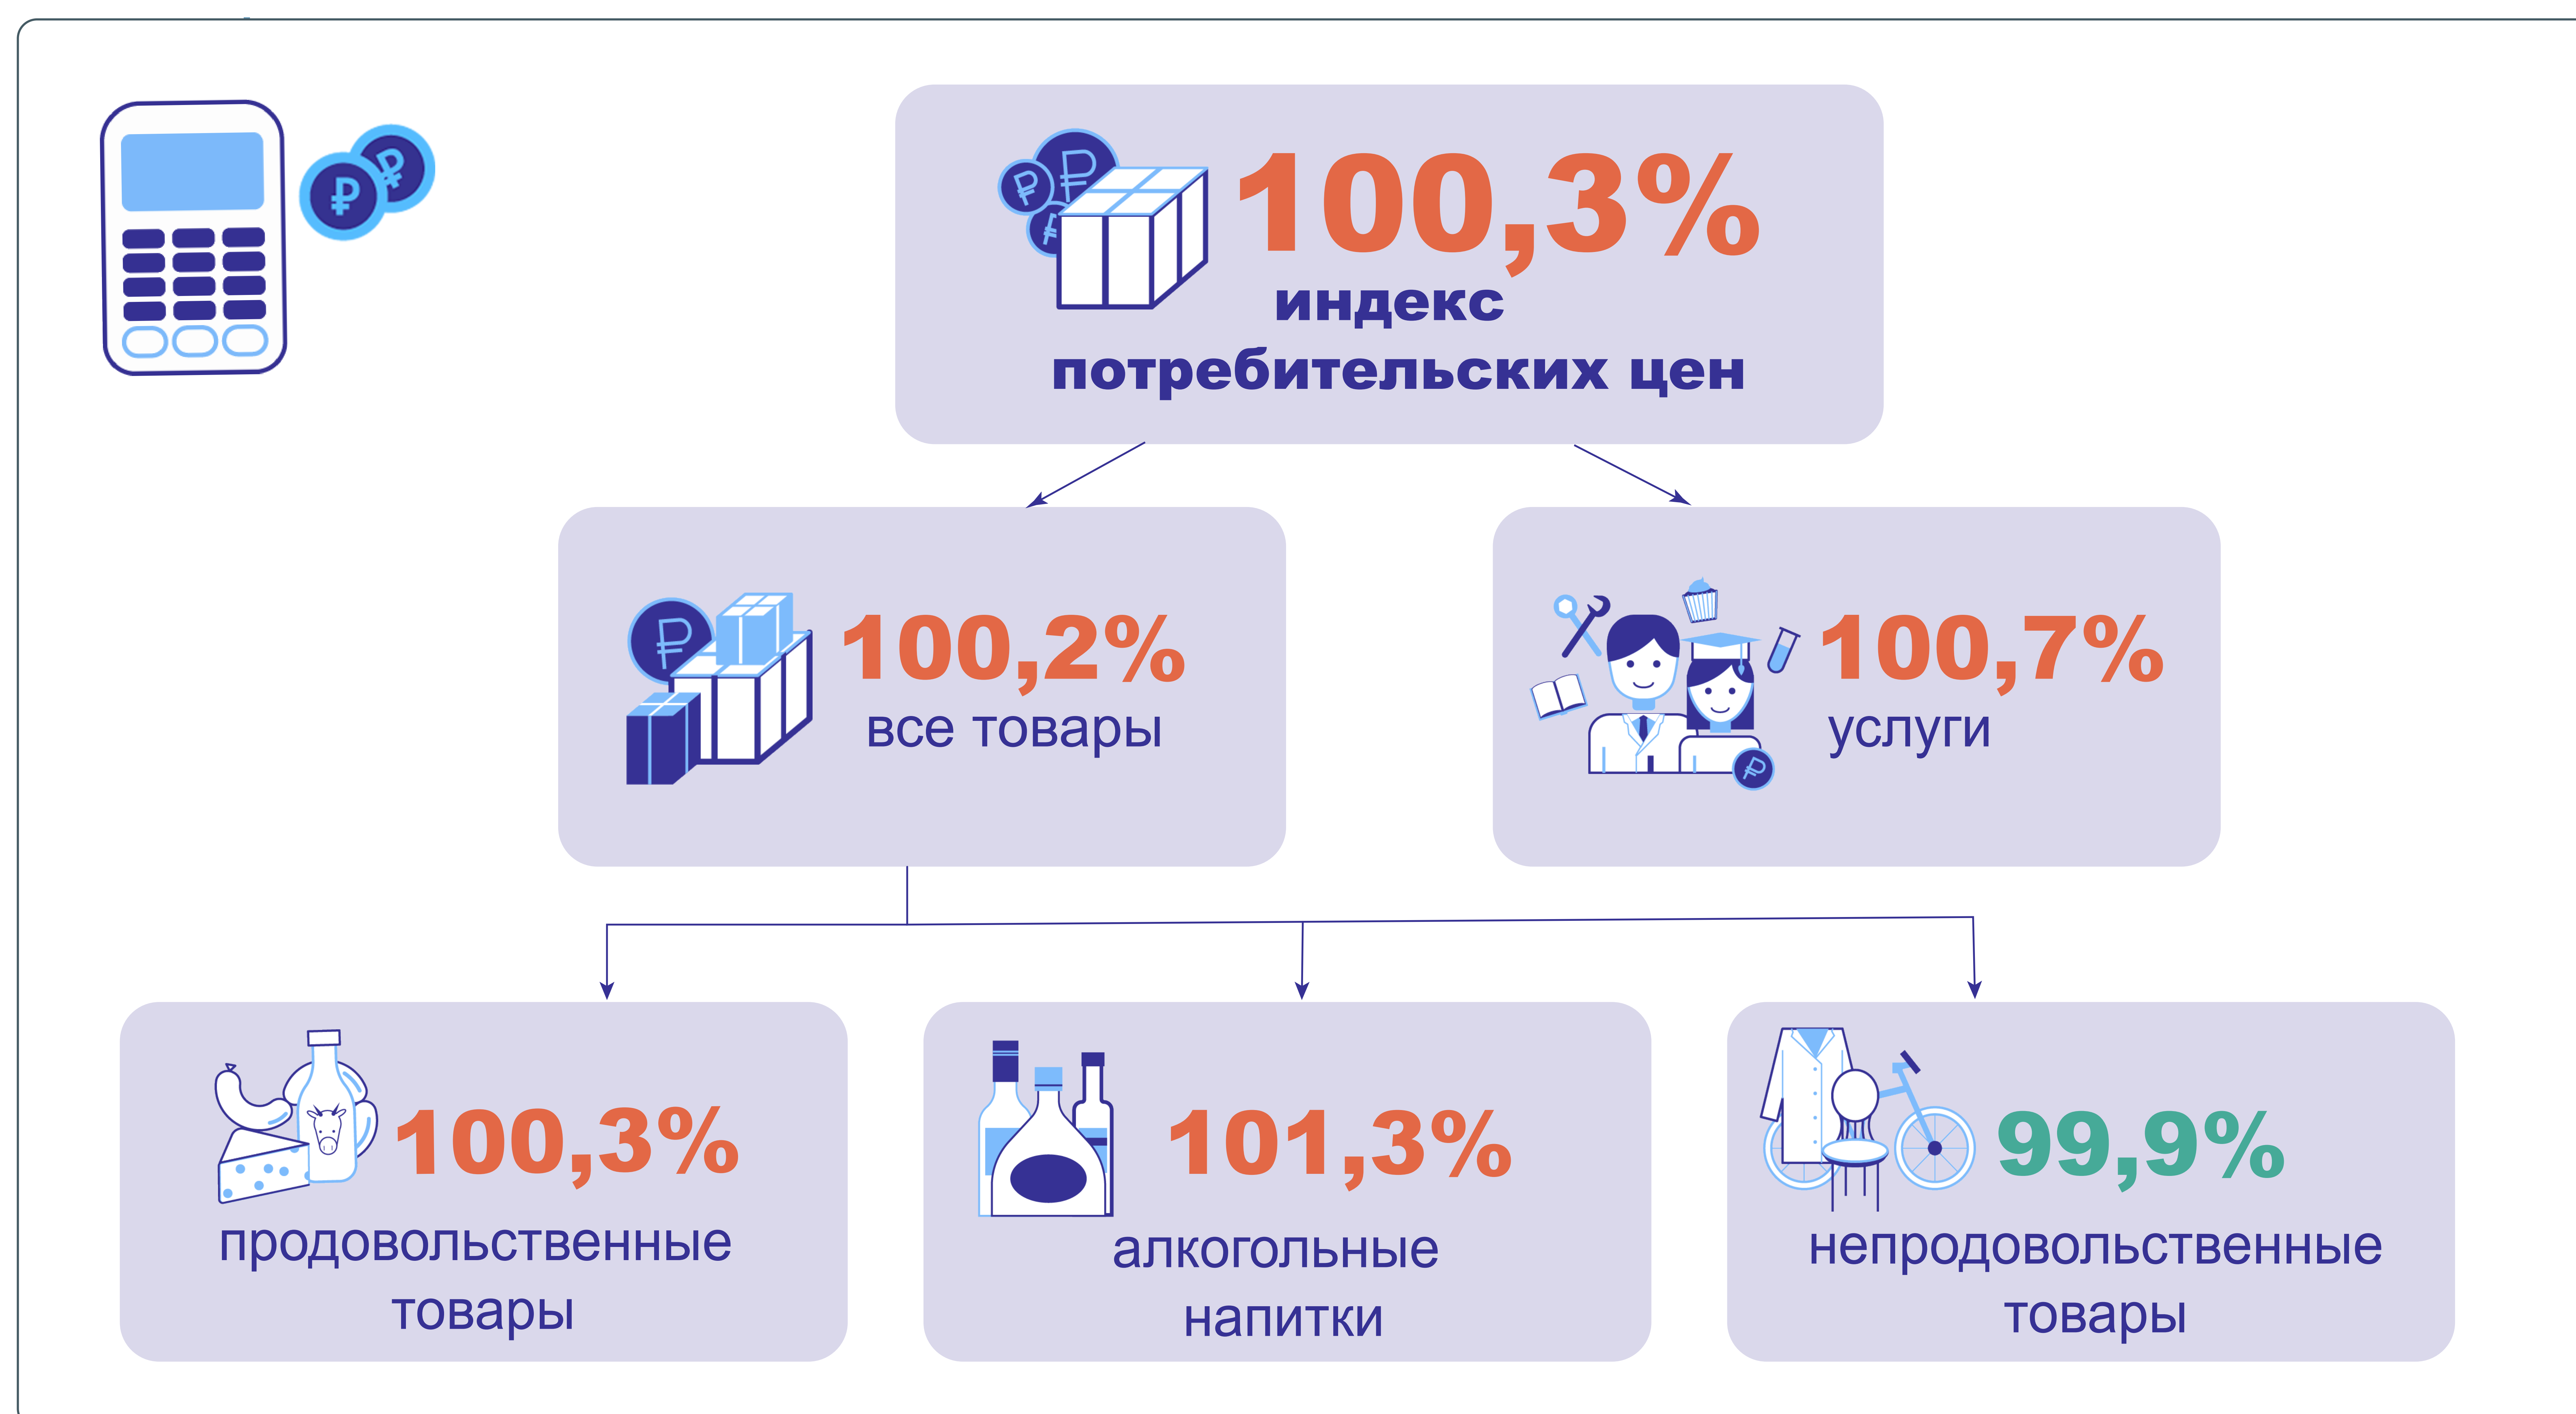 100,3%
индекс
потребительских цен
100,2%
все товары
100,7%
услуги
100,3%
продовольственные
товары
101,3%
алкогольные
напитки
99,9%
непродовольственные
товары